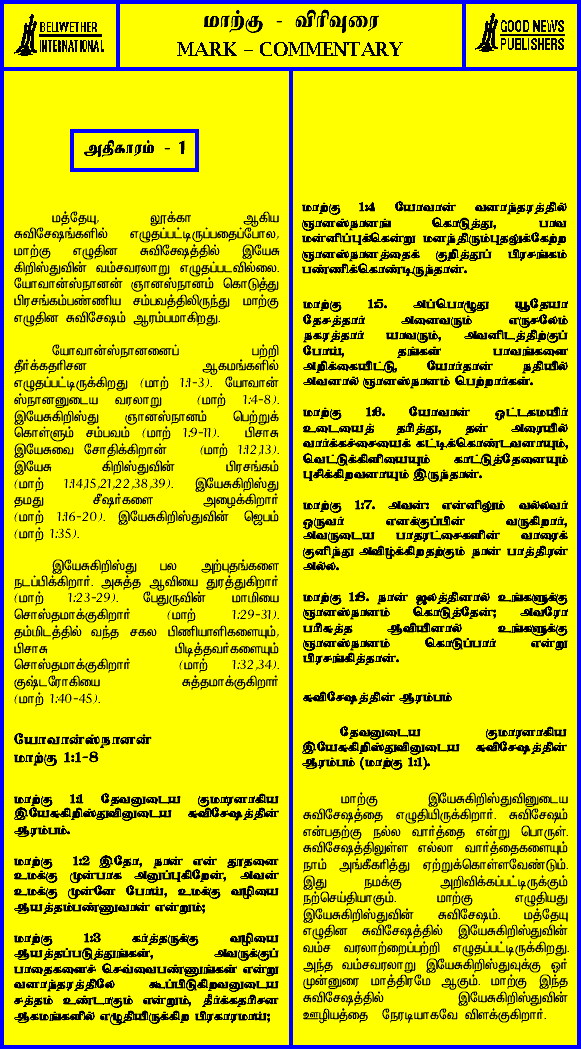 BELLWETHER
INTERNATIONAL
மாற்கு - விரிவுரை
MARK – COMMENTARY
GOOD NEWS
PUBLISHERS
அதிகாரம் - 1
மத்தேயு, லூக்கா ஆகிய
சுவிசேஷங்களில் எழுதப்பட்டிருப்பதைப்போல,
மாற்கு எழுதின சுவிசேஷத்தில் இயேசு
கிறிஸ்துவின் வம்சவரலாறு எழுதப்படவில்லை.
யோவான்ஸ்நானன் ஞானஸ்நானம் கொடுத்து
பிரசங்கம்பண்ணிய சம்பவத்திலிருந்து மாற்கு
எழுதின சுவிசேஷம் ஆரம்பமாகிறது.
யோவான்ஸ்நானனைப் பற்றி
தீர்க்கதரிசன ஆகமங்களில்
எழுதப்பட்டிருக்கிறது (மாற் 1:1-3). யோவான்
ஸ்நானனுடைய வரலாறு (மாற் 1:4-8).
இயேசுகிறிஸ்து ஞானஸ்நானம் பெற்றுக்
கொள்ளும் சம்பவம் (மாற் 1:9-11). பிசாசு
இயேசுவை சோதிக்கிறான் (மாற் 1:12,13).
இயேசு கிறிஸ்துவின் பிரசங்கம்
(மாற் 1:14,15,21,22,38,39). இயேசுகிறிஸ்து
தமது சீஷர்களை அழைக்கிறார்
(மாற் 1:16-20). இயேசுகிறிஸ்துவின் ஜெபம்
(மாற் 1:35).
இயேசுகிறிஸ்து பல அற்புதங்களை
நடப்பிக்கிறார். அசுத்த ஆவியை துரத்துகிறார்
(மாற் 1:23-29). பேதுருவின் மாமியை
சொஸ்தமாக்குகிறார் (மாற் 1:29-31).
தம்மிடத்தில் வந்த சகல பிணியாளிகளையும்,
பிசாசு பிடித்தவர்களையும்
சொஸ்தமாக்குகிறார் (மாற் 1:32,34).
குஷ்டரோகியை சுத்தமாக்குகிறார்
(மாற் 1:40-45).
யோவான்ஸ்நானன்
மாற்கு 1:1-8
மாற்கு 1:1 தேவனுடைய குமாரனாகிய
இயேசுகிறிஸ்துவினுடைய சுவிசேஷத்தின்
ஆரம்பம்.
மாற்கு 1:2 இதோ, நான் என் தூதனை
உமக்கு முன்பாக அனுப்புகிறேன், அவன்
உமக்கு முன்னே போய், உமக்கு வழியை
ஆயத்தம்பண்ணுவான் என்றும்;
மாற்கு 1:3 கர்த்தருக்கு வழியை
ஆயத்தப்படுத்துங்கள், அவருக்குப்
பாதைகளைச் செவ்வைபண்ணுங்கள் என்று
வனாந்தரத்திலே கூப்பிடுகிறவனுடைய
சத்தம் உண்டாகும் என்றும், தீர்க்கதரிசன
ஆகமங்களில் எழுதியிருக்கிற பிரகாரமாய்;
மாற்கு 1:4 யோவான் வனாந்தரத்தில்
ஞானஸ்நானங் கொடுத்து, பாவ
மன்னிப்புக்கென்று மனந்திரும்புதலுக்கேற்ற
ஞானஸ்நானத்தைக் குறித்துப் பிரசங்கம்
பண்ணிக்கொண்டிருந்தான்.
மாற்கு 1:5. அப்பொழுது யூதேயா
தேசத்தார் அனைவரும் எருசலேம்
நகரத்தார் யாவரும், அவனிடத்திற்குப்
போய், தங்கள் பாவங்களை
அறிக்கையிட்டு, யோர்தான் நதியில்
அவனால் ஞானஸ்நானம் பெற்றார்கள்.
மாற்கு 1:6. யோவான் ஒட்டகமயிர்
உடையைத் தரித்து, தன் அரையில்
வார்க்கச்சையைக் கட்டிக்கொண்டவனாயும்,
வெட்டுக்கிளியையும் காட்டுத்தேனையும்
புசிக்கிறவனாயும் இருந்தான்.
மாற்கு 1:7. அவன்: என்னிலும் வல்லவர்
ஒருவர் எனக்குப்பின் வருகிறார்,
அவருடைய பாதரட்சைகளின் வாரைக்
குனிந்து அவிழ்க்கிறதற்கும் நான் பாத்திரன்
அல்ல.
மாற்கு 1:8. நான் ஜலத்தினால் உங்களுக்கு
ஞானஸ்நானம் கொடுத்தேன்; அவரோ
பரிசுத்த ஆவியினால் உங்களுக்கு
ஞானஸ்நானம் கொடுப்பார் என்று
பிரசங்கித்தான்.
சுவிசேஷத்தின் ஆரம்பம்
தேவனுடைய குமாரனாகிய
இயேசுகிறிஸ்துவினுடைய சுவிசேஷத்தின்
ஆரம்பம் (மாற்கு 1:1).
மாற்கு இயேசுகிறிஸ்துவினுடைய
சுவிசேஷத்தை எழுதியிருக்கிறார். சுவிசேஷம்
என்பதற்கு நல்ல வார்த்தை என்று பொருள்.
சுவிசேஷத்திலுள்ள எல்லா வார்த்தைகளையும்
நாம் அங்கீகரித்து ஏற்றுக்கொள்ளவேண்டும்.
இது நமக்கு அறிவிக்கப்பட்டிருக்கும்
நற்செய்தியாகும். மாற்கு எழுதியது
இயேசுகிறிஸ்துவின் சுவிசேஷம். மத்தேயு
எழுதின சுவிசேஷத்தில் இயேசுகிறிஸ்துவின்
வம்ச வரலாற்றைப்பற்றி எழுதப்பட்டிருக்கிறது.
அந்த வம்சவரலாறு இயேசுகிறிஸ்துவுக்கு ஓர்
முன்னுரை மாத்திரமே ஆகும். மாற்கு இந்த
சுவிசேஷத்தில் இயேசுகிறிஸ்துவின்
ஊழியத்தை நேரடியாகவே விளக்குகிறார்.